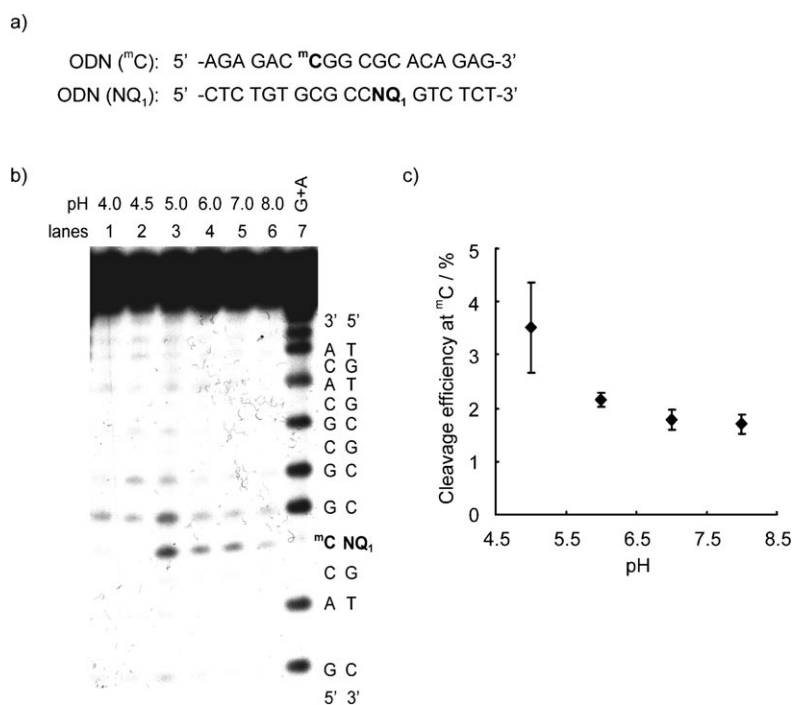 a)
ODN (ᵐC): 5’ -AGA GAC ᵐCGG CGC ACA GAG-3’
ODN (NQ₁): 5’ -CTC TGT GCG CCNQ₁ GTC TCT-3’
b)
pH 4.0 4.5 5.0 6.0 7.0 8.0 G+A
lanes 1 2 3 4 5 6 7
3’ 5’
A T
C G
A T
C G
G C
C G
G C
G C
ᵐC NQ₁
C G
A T
G C
5’ 3’
c)
Cleavage efficiency at ᵐC / %
5
4
3
2
1
0
4.5 5.5 6.5 7.5 8.5
pH